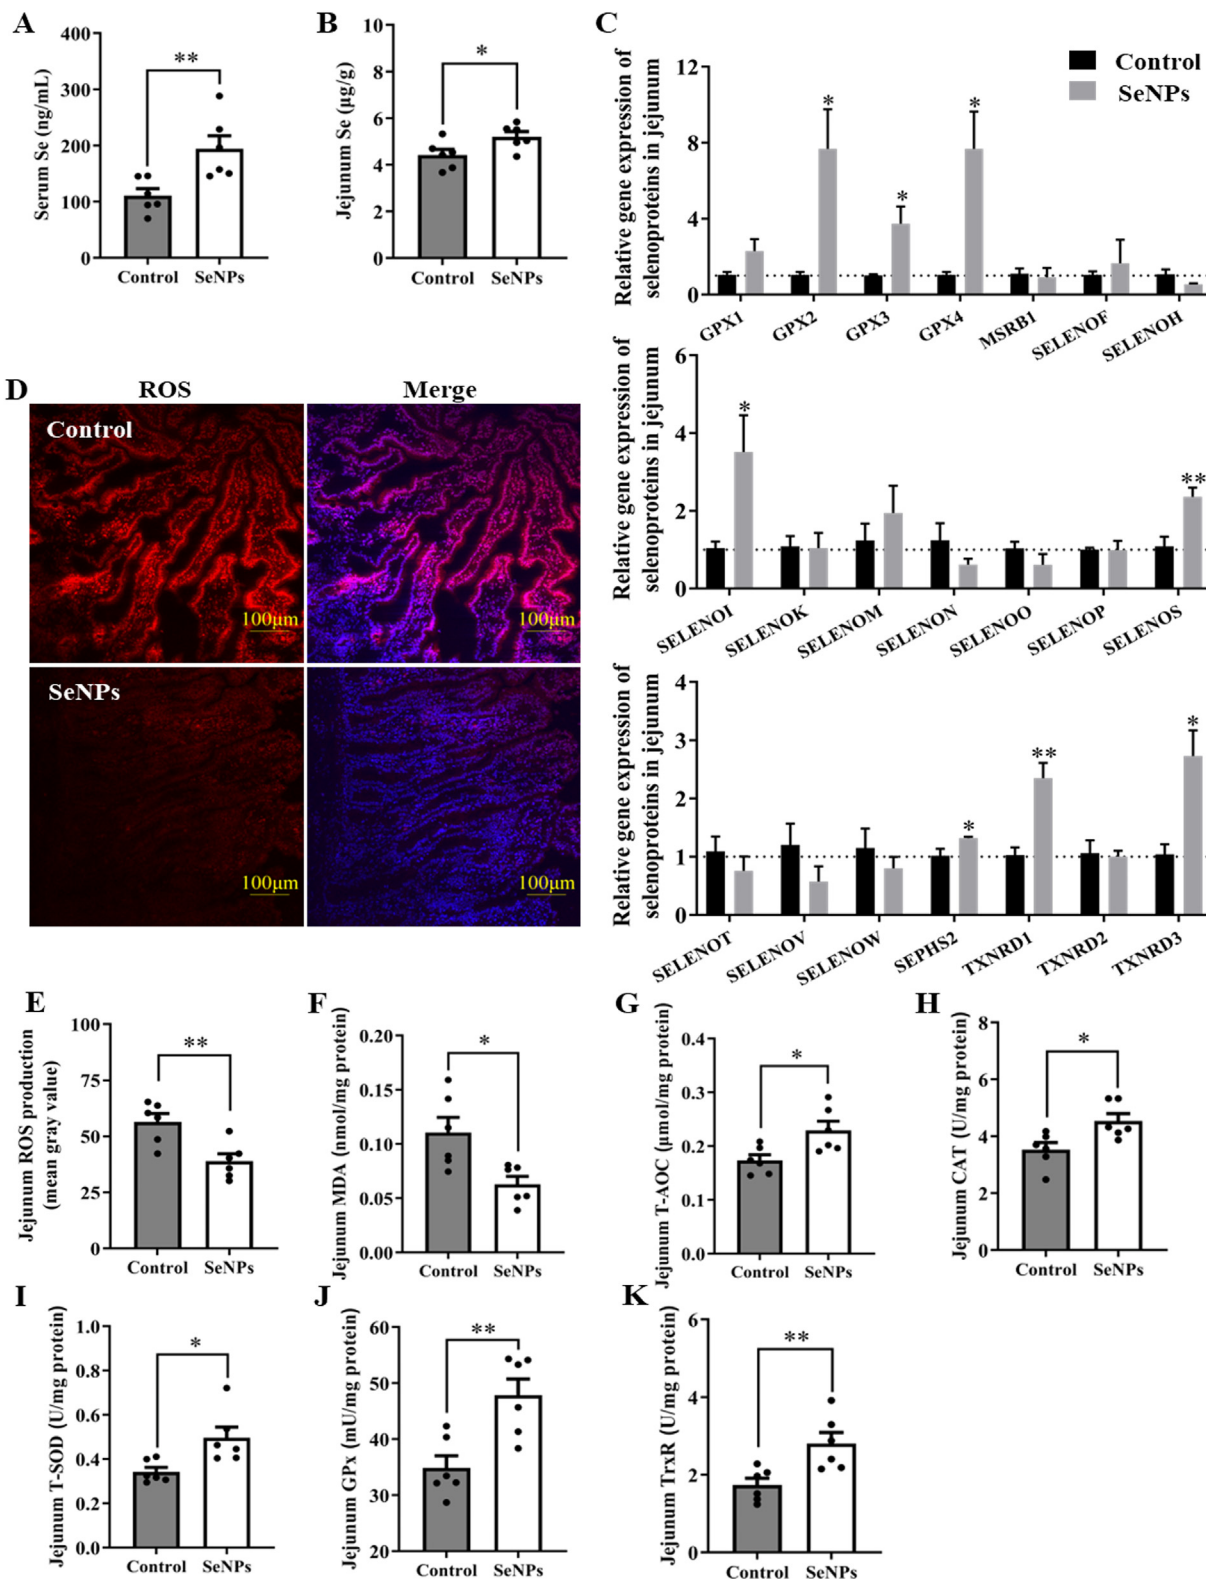 A
Serum Se (ng/mL)
400
300
200
100
0
**
Control
SeNPs
B
Jejunum Se (μg/g)
10
8
6
4
2
0
*
Control
SeNPs
C
Control
SeNPs
Relative gene expression of
selenoproteins in jejunum
12
8
4
0
*
*
*
GPX1
GPX2
GPX3
GPX4
MSRB1
SELENOF
SELENOH
Relative gene expression of
selenoproteins in jejunum
6
4
2
0
*
**
SELENOI
SELENOK
SELENOM
SELENON
SELENOO
SELENOP
SELENOS
Relative gene expression of
selenoproteins in jejunum
4
3
2
1
0
*
**
*
SELENOT
SELENOV
SELENOW
SEPHS2
TXNRD1
TXNRD2
TXNRD3
D
ROS
Merge
Control
100μm
100μm
SeNPs
100μm
100μm
E
Jejunum ROS production
(mean gray value)
100
75
50
25
0
**
Control
SeNPs
F
Jejunum MDA (nmol/mg protein)
0.20
0.15
0.10
0.05
0.00
*
Control
SeNPs
G
Jejunum T-AOC (μmol/mg protein)
0.4
0.3
0.2
0.1
0.0
*
Control
SeNPs
H
Jejunum CAT (U/mg protein)
8
6
4
2
0
*
Control
SeNPs
I
Jejunum T-SOD (U/mg protein)
1.0
0.8
0.6
0.4
0.2
0.0
*
Control
SeNPs
J
Jejunum GPx (mU/mg protein)
60
50
40
30
20
**
Control
SeNPs
K
Jejunum TrxR (U/mg protein)
6
4
2
0
**
Control
SeNPs